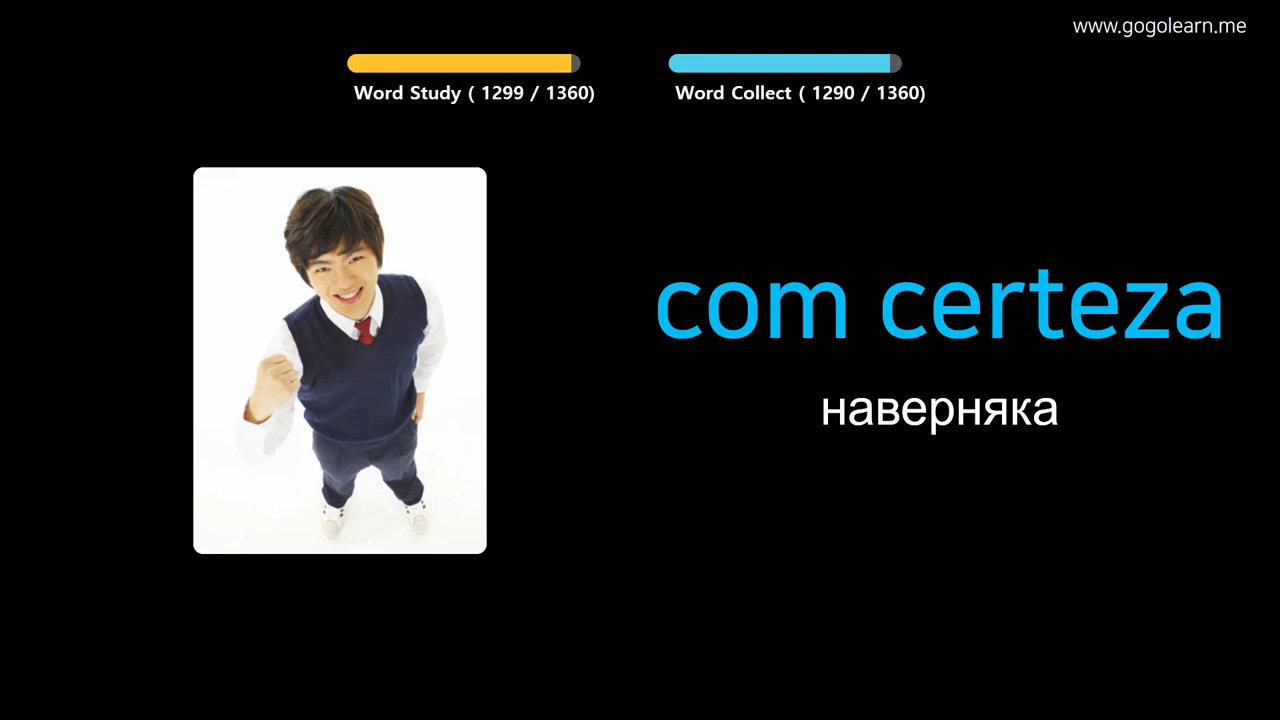 www.gogolearn.me
Word Study ( 1299 / 1360)
Word Collect ( 1290 / 1360)
com certeza
наверняка